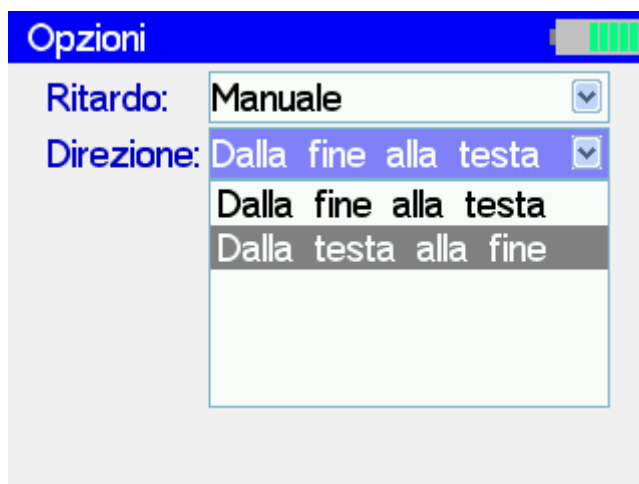 Opzioni
Ritardo: Manuale
Direzione: Dalla fine alla testa
Dalla fine alla testa
Dalla testa alla fine